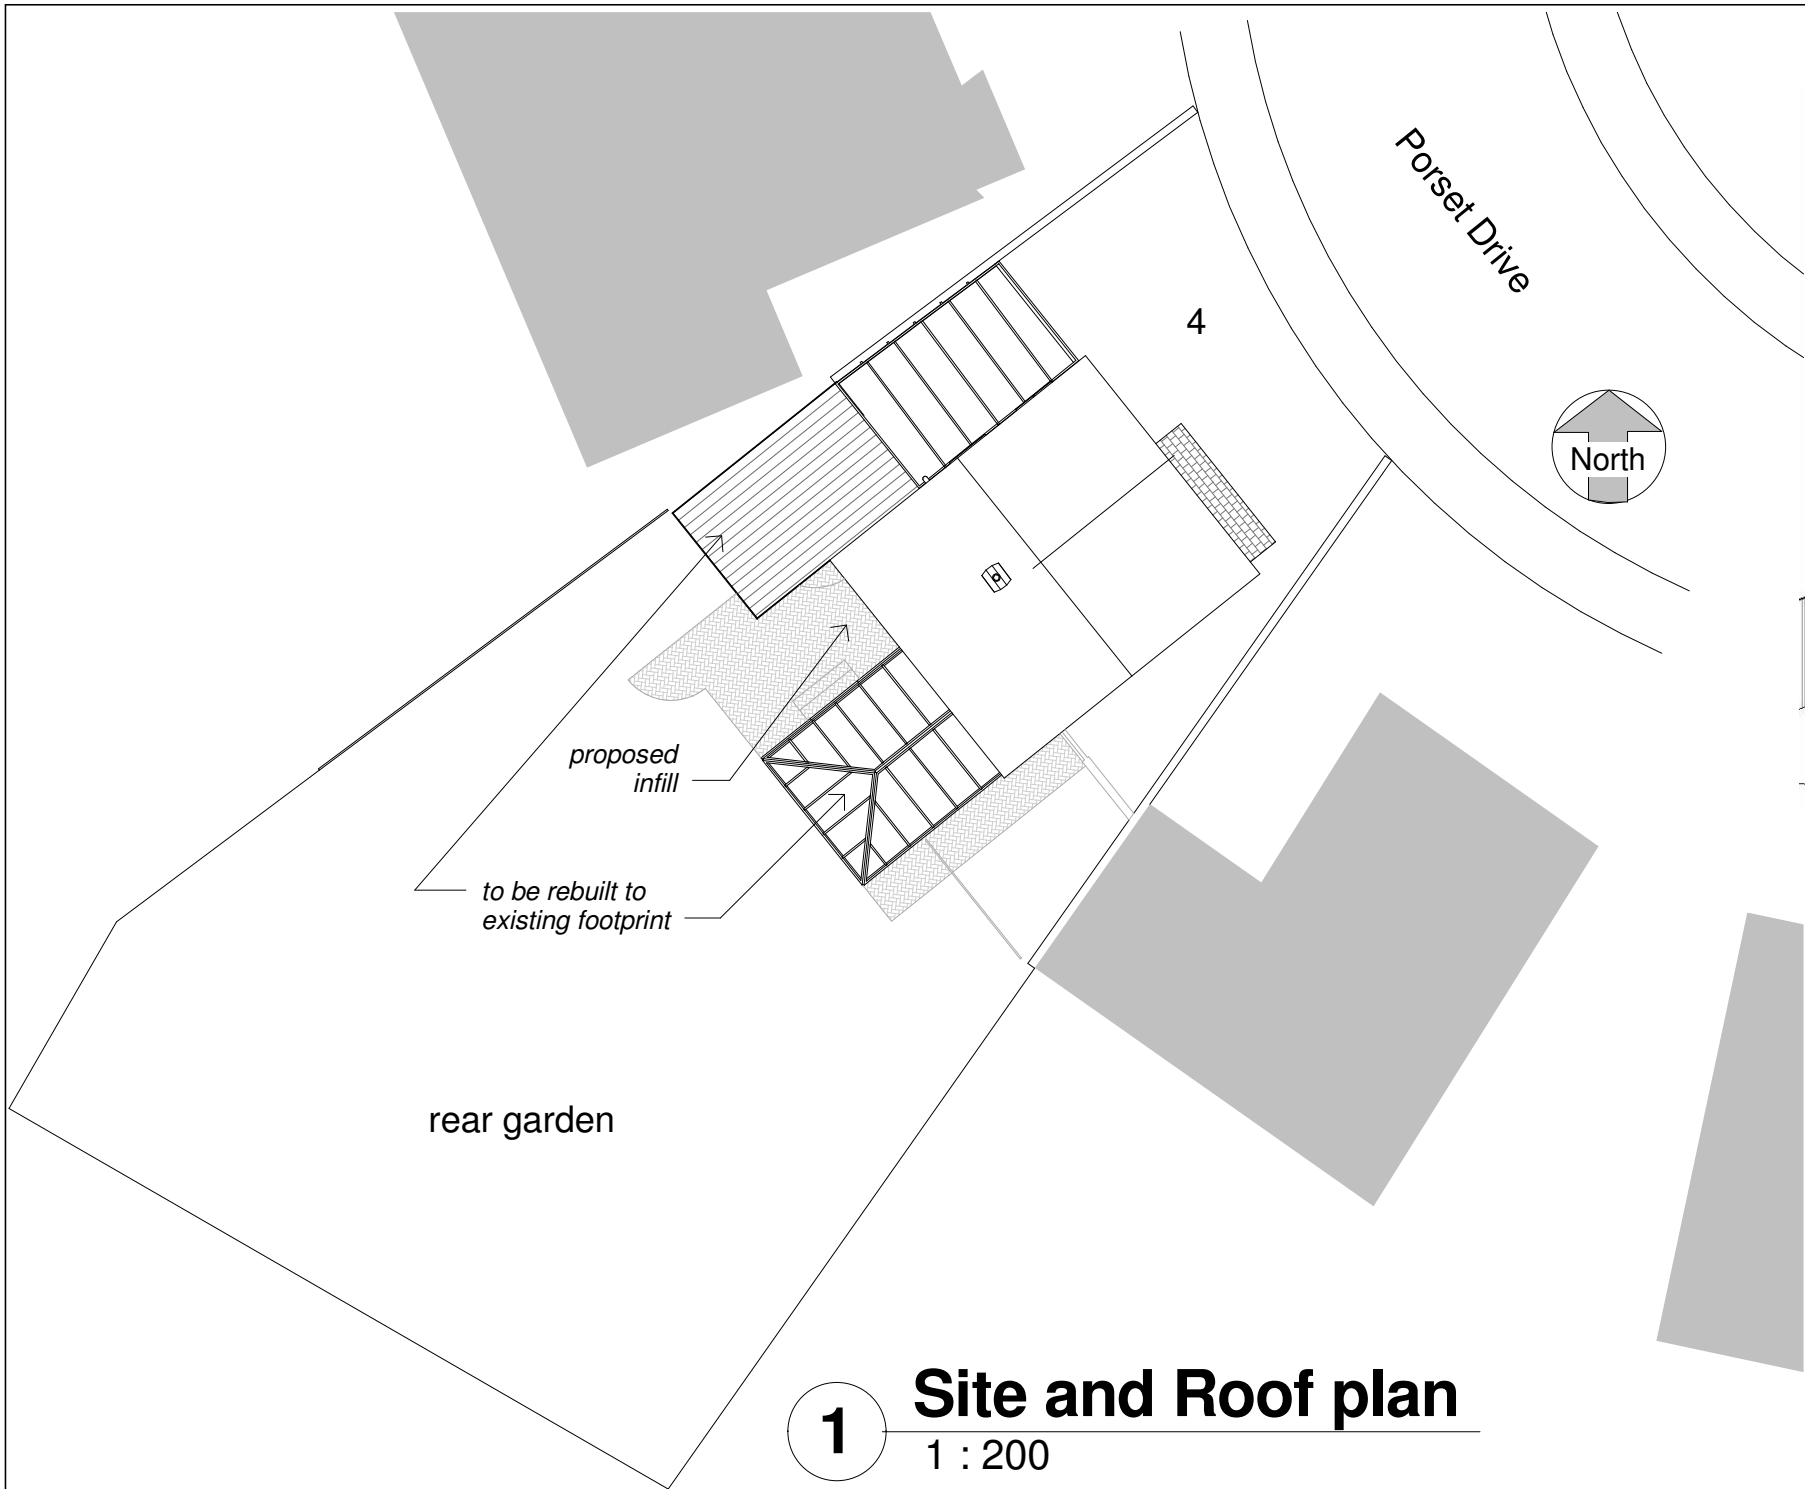 Porset Drive
4
North
proposed
infill
to be rebuilt to
existing footprint
rear garden
1
Site and Roof plan
1 : 200